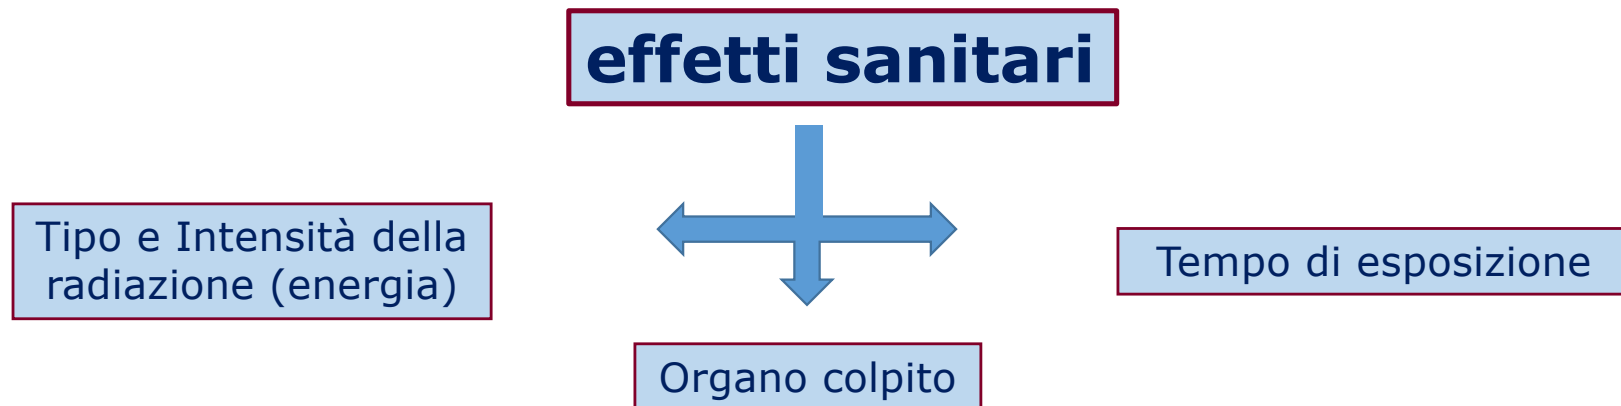 effetti sanitari
Tipo e Intensità della
radiazione (energia)
Tempo di esposizione
Organo colpito